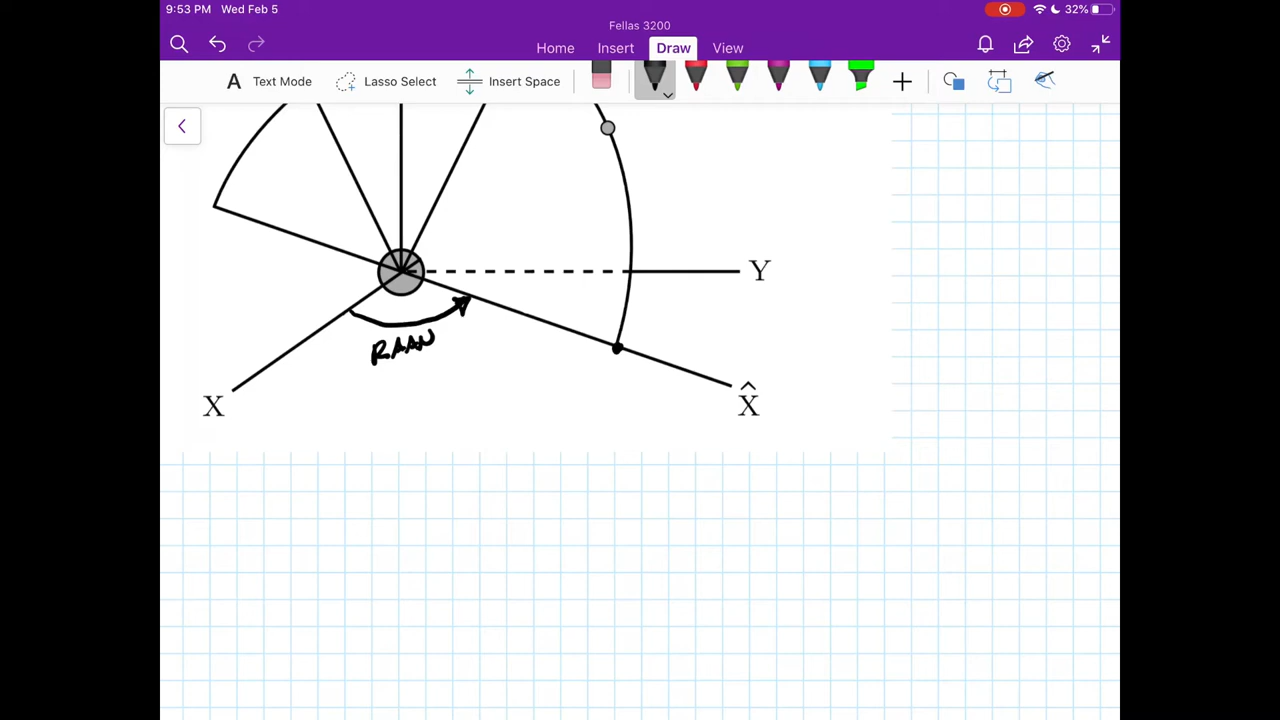 9:53 PM Wed Feb 5
32%
Fellas 3200
Home Insert Draw View
A Text Mode Lasso Select Insert Space
Y
RAAN
X
X̂